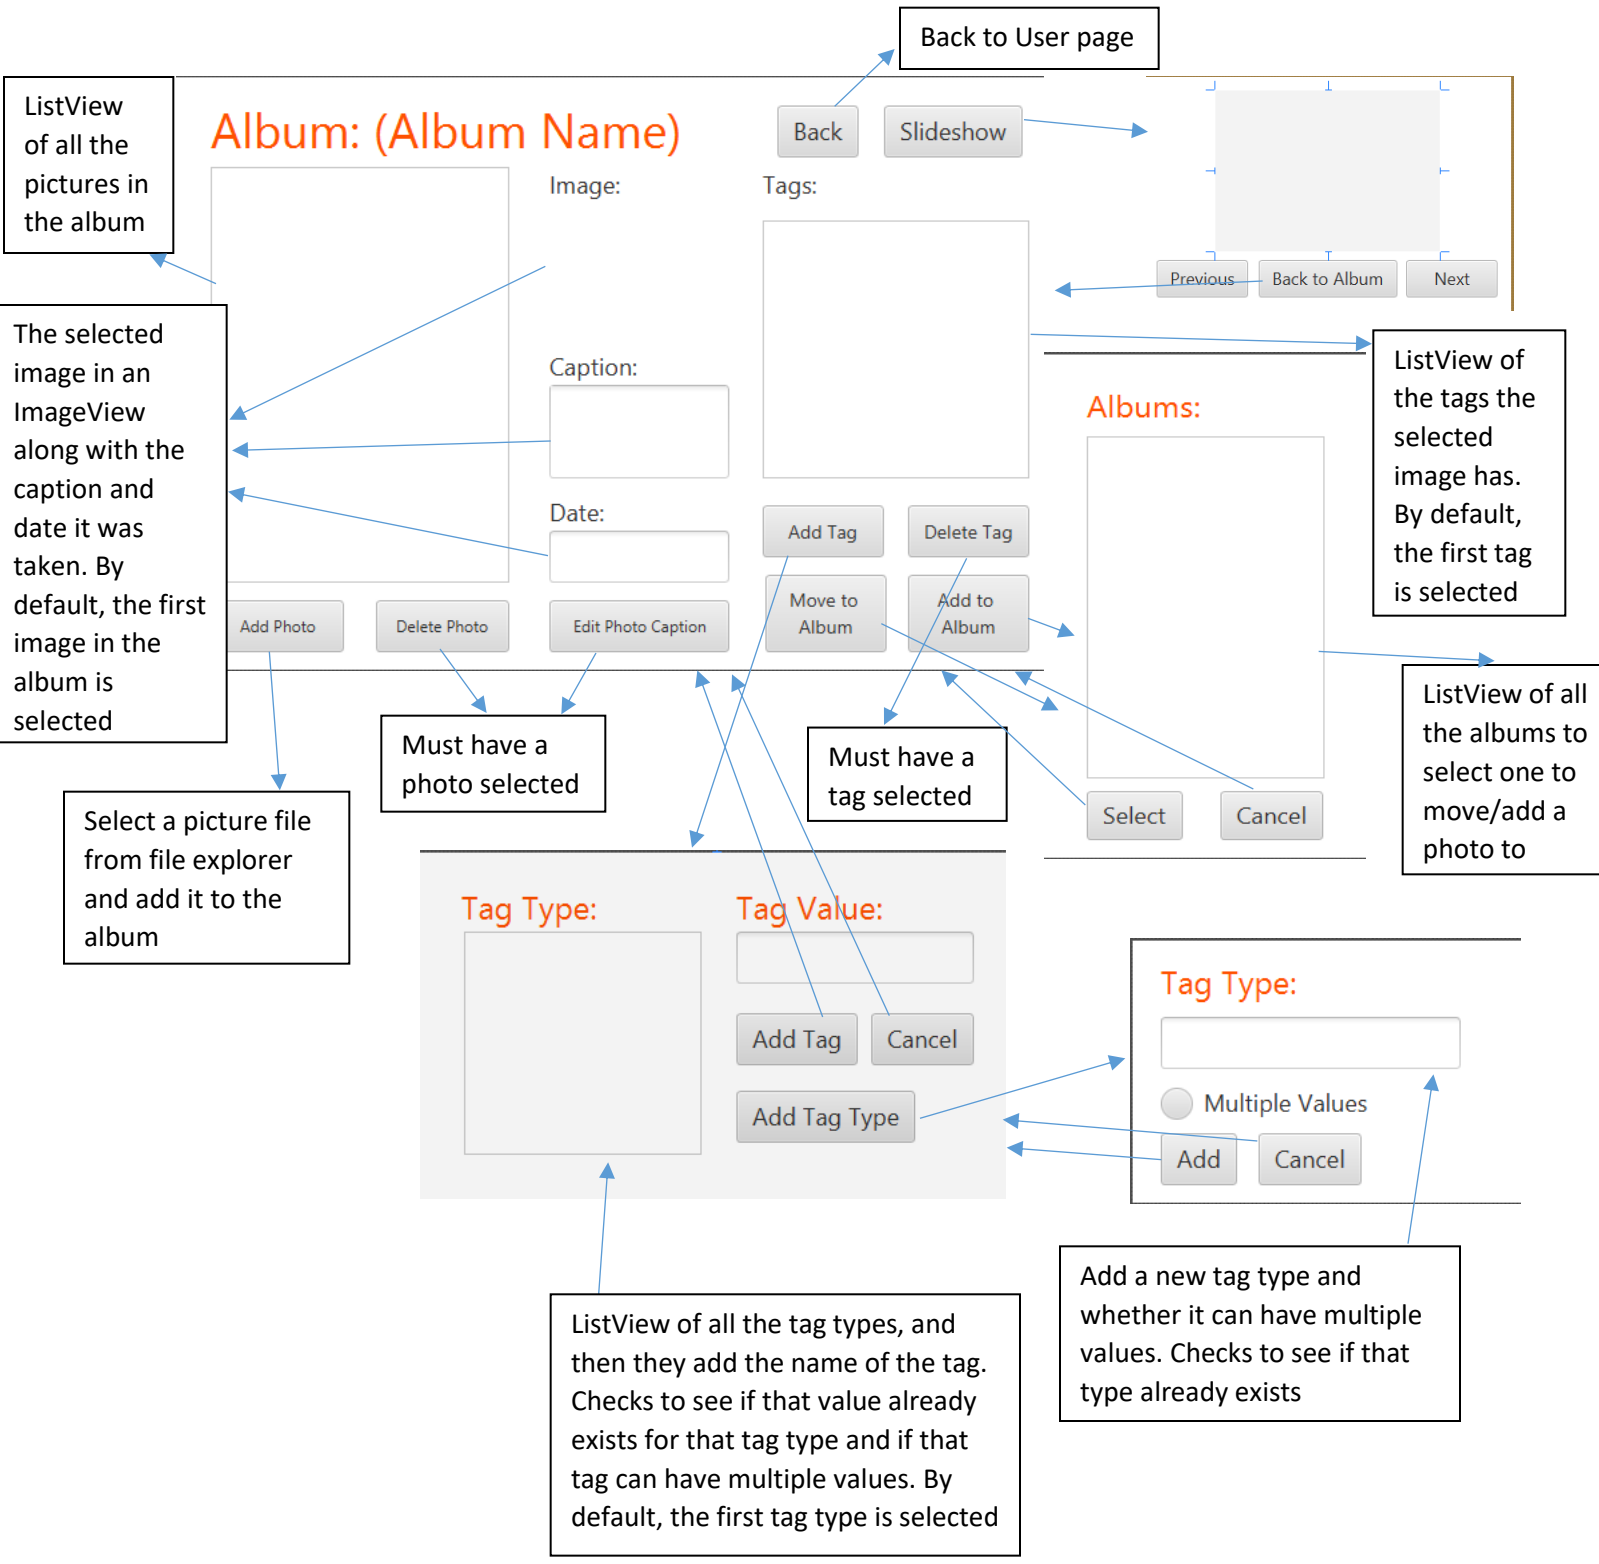 Back to User page
ListView
of all the
pictures in
the album
Album: (Album Name)
Back
Slideshow
Image:
Tags:
Previous
Back to Album
Next
The selected
image in an
ImageView
along with the
caption and
date it was
taken. By
default, the first
image in the
album is
selected
Caption:
Date:
Add Tag
Delete Tag
Move to
Album
Add to
Album
Add Photo
Delete Photo
Edit Photo Caption
Albums:
Select
Cancel
ListView of
the tags the
selected
image has.
By default,
the first tag
is selected
ListView of all
the albums to
select one to
move/add a
photo to
Must have a
photo selected
Must have a
tag selected
Select a picture file
from file explorer
and add it to the
album
Tag Type:
Tag Value:
Add Tag
Cancel
Add Tag Type
Tag Type:
Multiple Values
Add
Cancel
Add a new tag type and
whether it can have multiple
values. Checks to see if that
type already exists
ListView of all the tag types, and
then they add the name of the tag.
Checks to see if that value already
exists for that tag type and if that
tag can have multiple values. By
default, the first tag type is selected